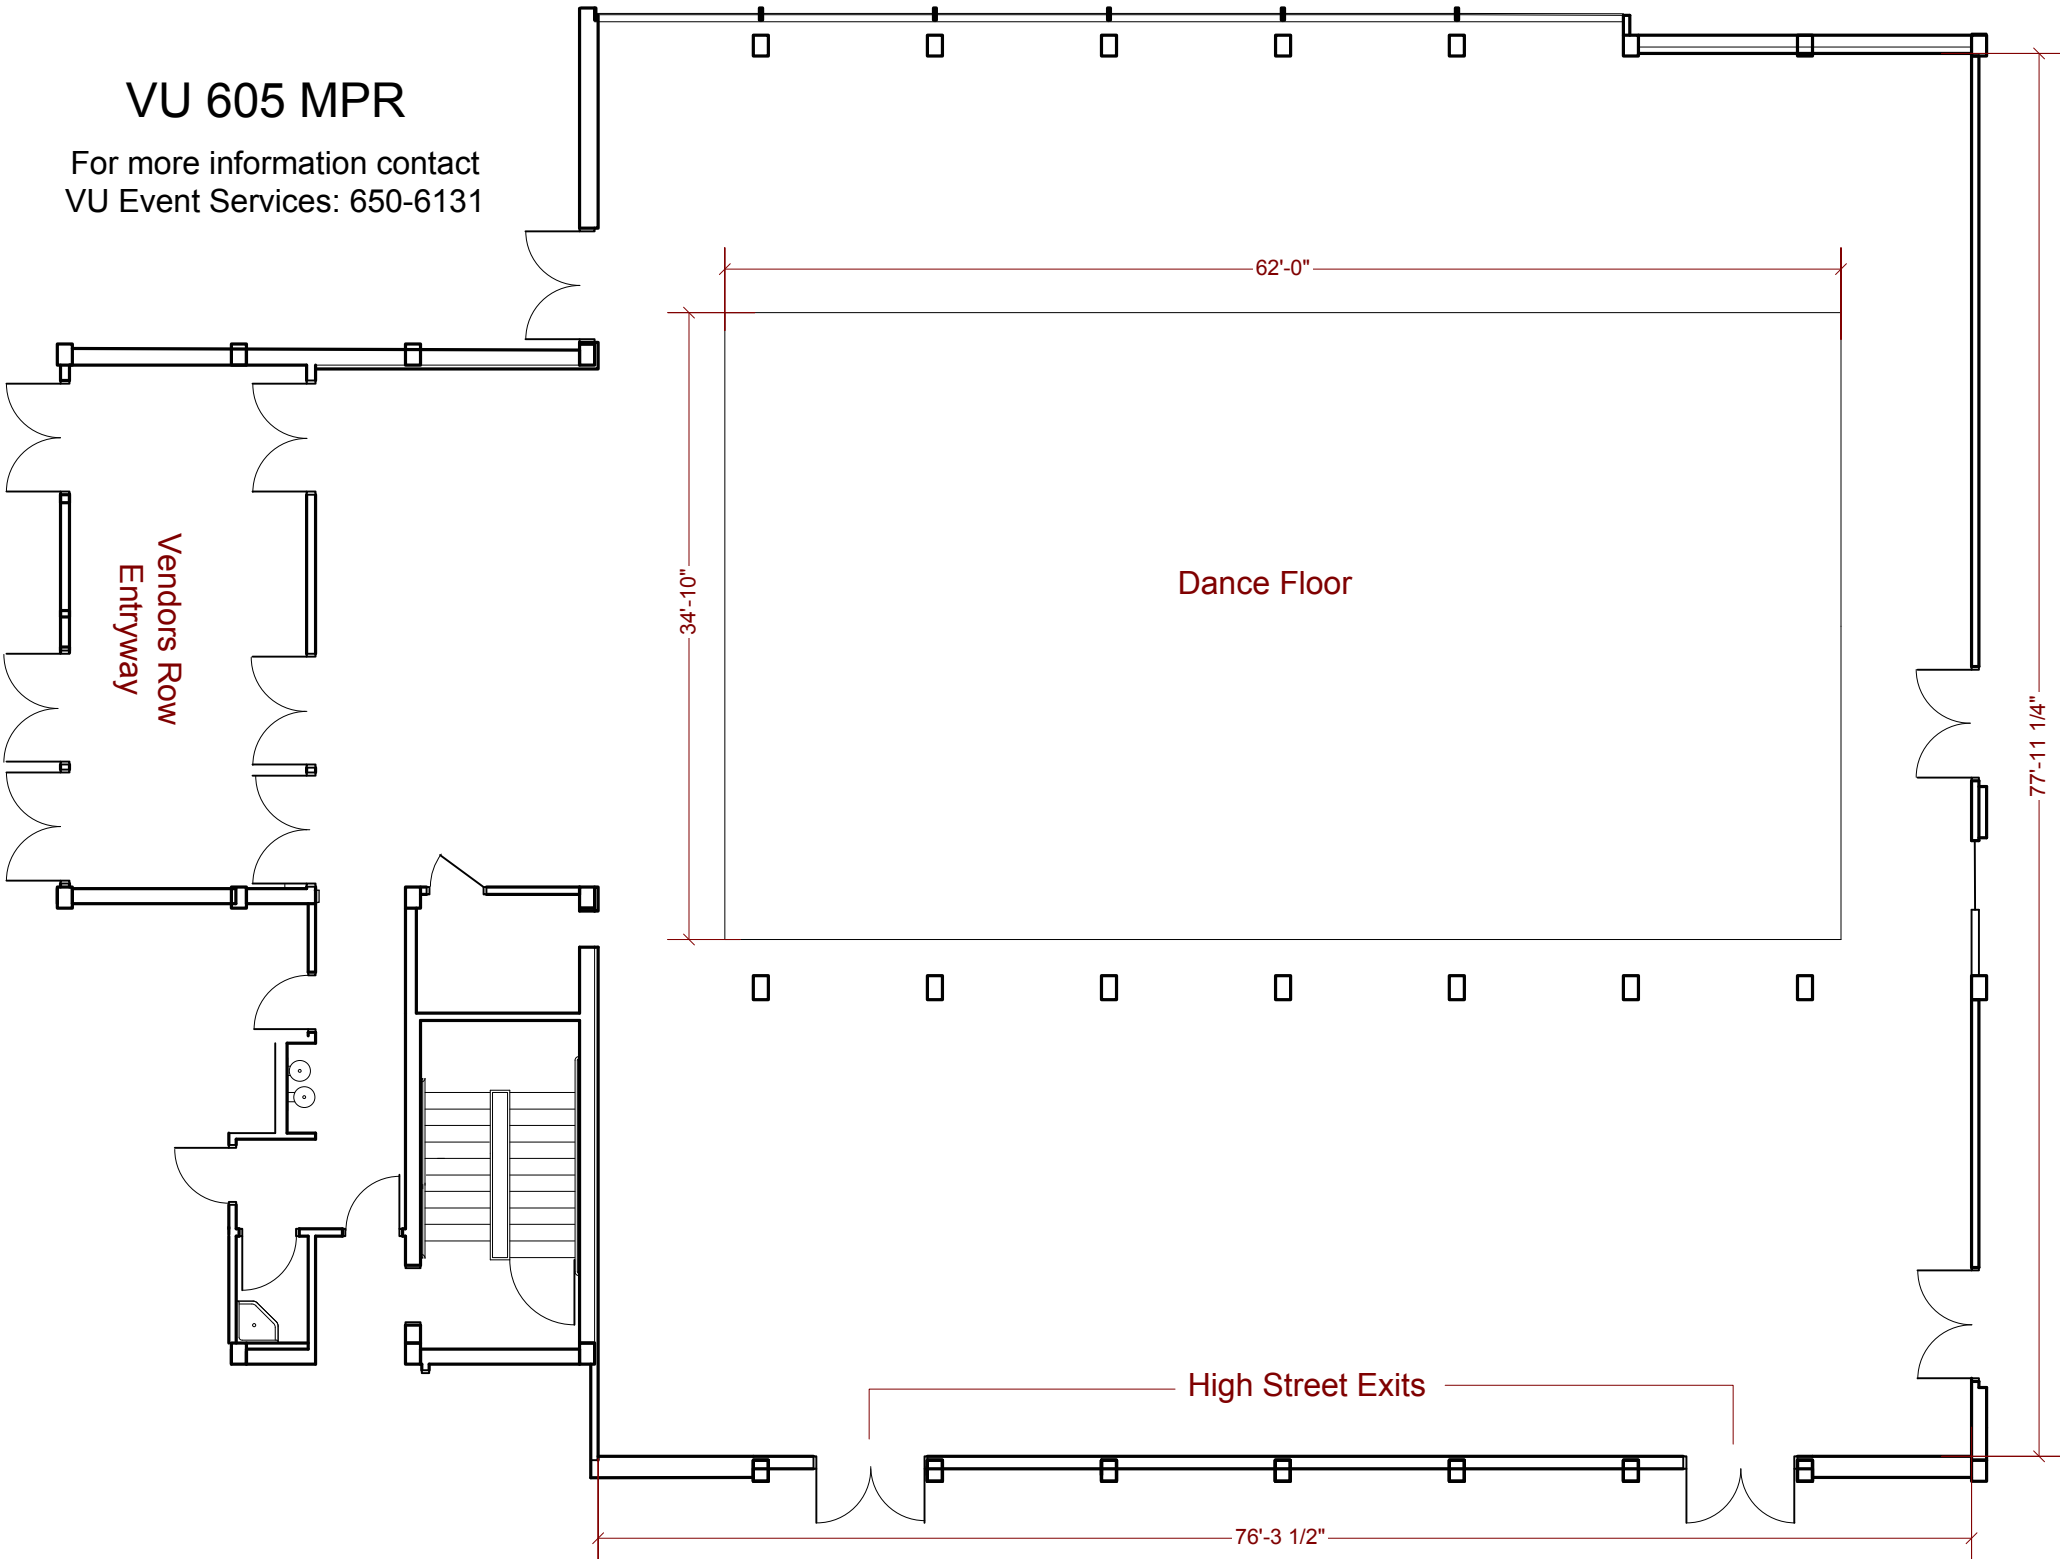 VU 605 MPR
For more information contact
VU Event Services: 650-6131
62'-0"
34'-10"
Dance Floor
Vendors Row
Entryway
77'-11 1/4"
High Street Exits
76'-3 1/2"